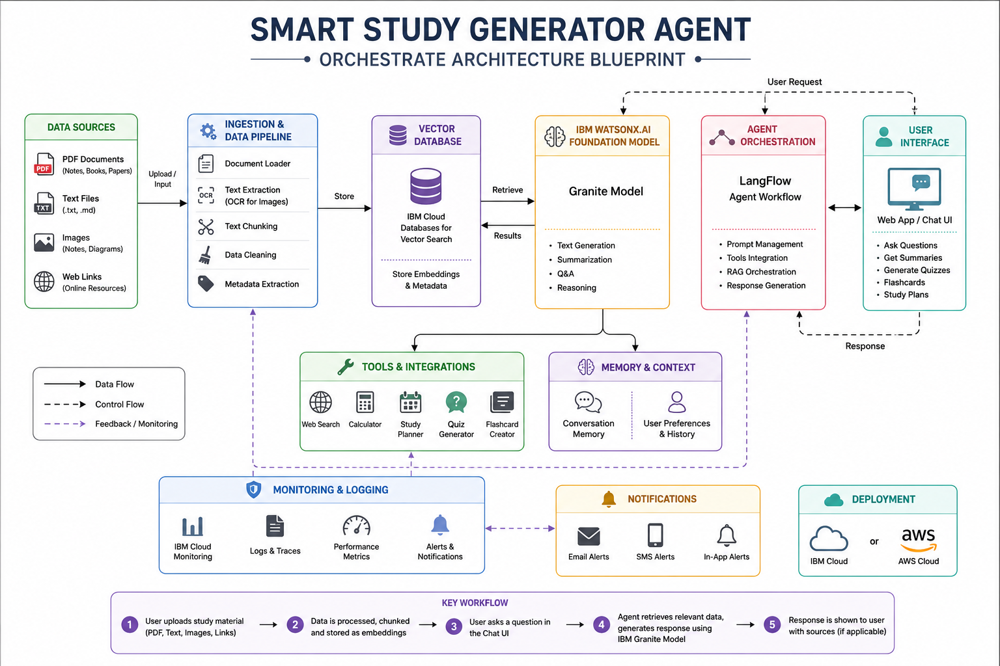 SMART STUDY GENERATOR AGENT
ORCHESTRATE ARCHITECTURE BLUEPRINT
User Request
DATA SOURCES
PDF
PDF Documents
(Notes, Books, Papers)
TXT
Text Files
(.txt, .md)
Images
(Notes, Diagrams)
Web Links
(Online Resources)
Upload /
Input
INGESTION &
DATA PIPELINE
Document Loader
OCR
Text Extraction
(OCR for Images)
Text Chunking
Data Cleaning
Metadata Extraction
Store
VECTOR
DATABASE
IBM Cloud
Databases for
Vector Search
Store Embeddings
& Metadata
Retrieve
Results
IBM WATSONX.AI
FOUNDATION MODEL
Granite Model
• Text Generation
• Summarization
• Q&A
• Reasoning
AGENT
ORCHESTRATION
LangFlow
Agent Workflow
• Prompt Management
• Tools Integration
• RAG Orchestration
• Response Generation
USER
INTERFACE
Web App / Chat UI
• Ask Questions
• Get Summaries
• Generate Quizzes
• Flashcards
• Study Plans
Response
Data Flow
Control Flow
Feedback / Monitoring
TOOLS & INTEGRATIONS
Web Search
Calculator
Study
Planner
?
Quiz
Generator
Flashcard
Creator
MEMORY & CONTEXT
Conversation
Memory
User Preferences
& History
MONITORING & LOGGING
IBM Cloud
Monitoring
Logs & Traces
Performance
Metrics
Alerts &
Notifications
NOTIFICATIONS
Email Alerts
SMS Alerts
In-App Alerts
DEPLOYMENT
IBM Cloud
or
aws
AWS Cloud
KEY WORKFLOW
1
User uploads study material
(PDF, Text, Images, Links)
2
Data is processed, chunked
and stored as embeddings
3
User asks a question in
the Chat UI
4
Agent retrieves relevant data,
generates response using
IBM Granite Model
5
Response is shown to user
with sources (if applicable)